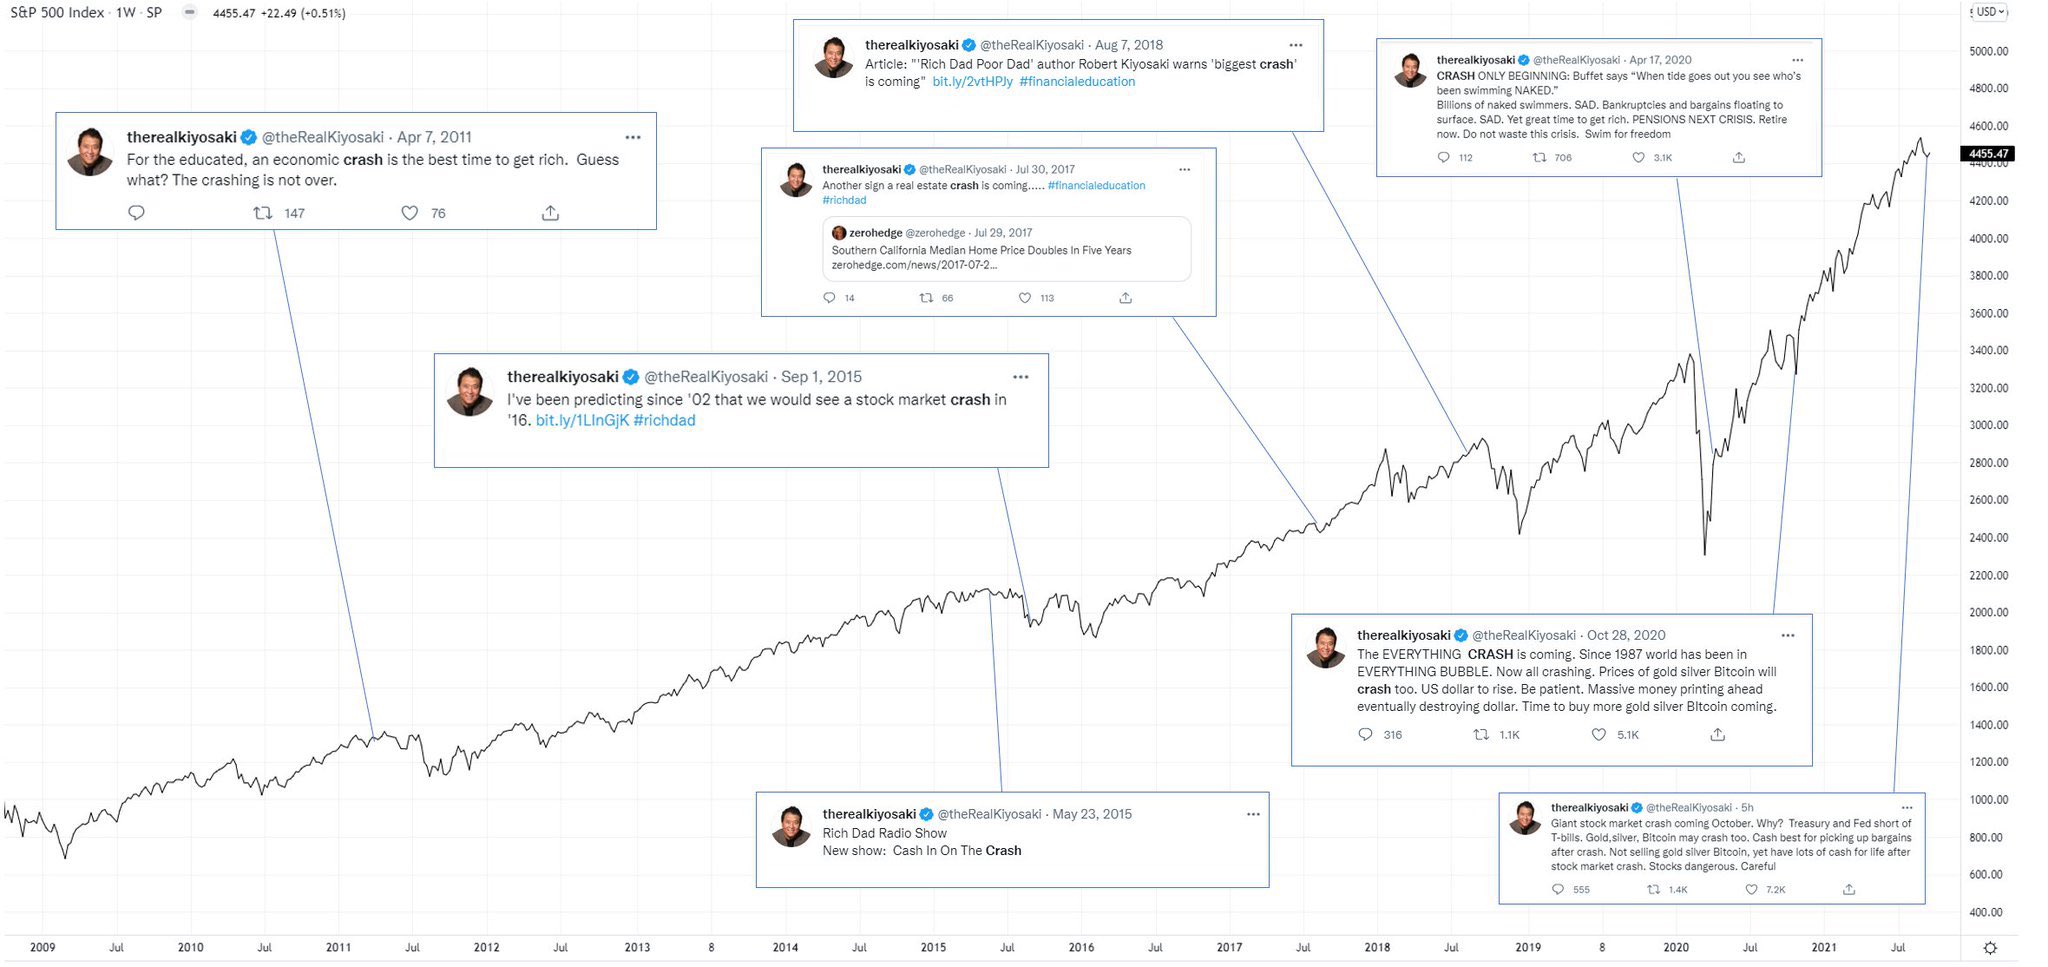 S&P 500 Index · 1W · SP 4455.47 +22.49 (+0.51%)
therealkiyosaki @theRealKiyosaki · Apr 7, 2011
For the educated, an economic crash is the best time to get rich. Guess
what? The crashing is not over.
147 76
therealkiyosaki @theRealKiyosaki · Sep 1, 2015
I've been predicting since '02 that we would see a stock market crash in
'16. bit.ly/1LInGjK #richdad
therealkiyosaki @theRealKiyosaki · Aug 7, 2018
Article: "'Rich Dad Poor Dad' author Robert Kiyosaki warns 'biggest crash'
is coming" bit.ly/2vtHPJy #financialeducation
therealkiyosaki @theRealKiyosaki · Jul 30, 2017
Another sign a real estate crash is coming..... #financialeducation
#richdad
zerohedge @zerohedge · Jul 29, 2017
Southern California Median Home Price Doubles In Five Years
zerohedge.com/news/2017-07-2...
14 66 113
therealkiyosaki @theRealKiyosaki · Apr 17, 2020
CRASH ONLY BEGINNING: Buffet says “When tide goes out you see who's
been swimming NAKED.”
Billions of naked swimmers. SAD. Bankruptcies and bargains floating to
surface. SAD. Yet great time to get rich. PENSIONS NEXT CRISIS. Retire
now. Do not waste this crisis. Swim for freedom
112 706 3.1K
therealkiyosaki @theRealKiyosaki · May 23, 2015
Rich Dad Radio Show
New show: Cash In On The Crash
therealkiyosaki @theRealKiyosaki · Oct 28, 2020
The EVERYTHING CRASH is coming. Since 1987 world has been in
EVERYTHING BUBBLE. Now all crashing. Prices of gold silver Bitcoin will
crash too. US dollar to rise. Be patient. Massive money printing ahead
eventually destroying dollar. Time to buy more gold silver BItcoin coming.
316 1.1K 5.1K
therealkiyosaki @theRealKiyosaki · 5h
Giant stock market crash coming October. Why? Treasury and Fed short of
T-bills. Gold,silver, Bitcoin may crash too. Cash best for picking up bargains
after crash. Not selling gold silver Bitcoin, yet have lots of cash for life after
stock market crash. Stocks dangerous. Careful
555 1.4K 7.2K
USD
5000.00
4800.00
4600.00
4455.47
4400.00
4200.00
4000.00
3800.00
3600.00
3400.00
3200.00
3000.00
2800.00
2600.00
2400.00
2200.00
2000.00
1800.00
1600.00
1400.00
1200.00
1000.00
800.00
600.00
400.00
2009 Jul 2010 Jul 2011 Jul 2012 Jul 2013 8 2014 Jul 2015 Jul 2016 Jul 2017 Jul 2018 Jul 2019 8 2020 Jul 2021 Jul